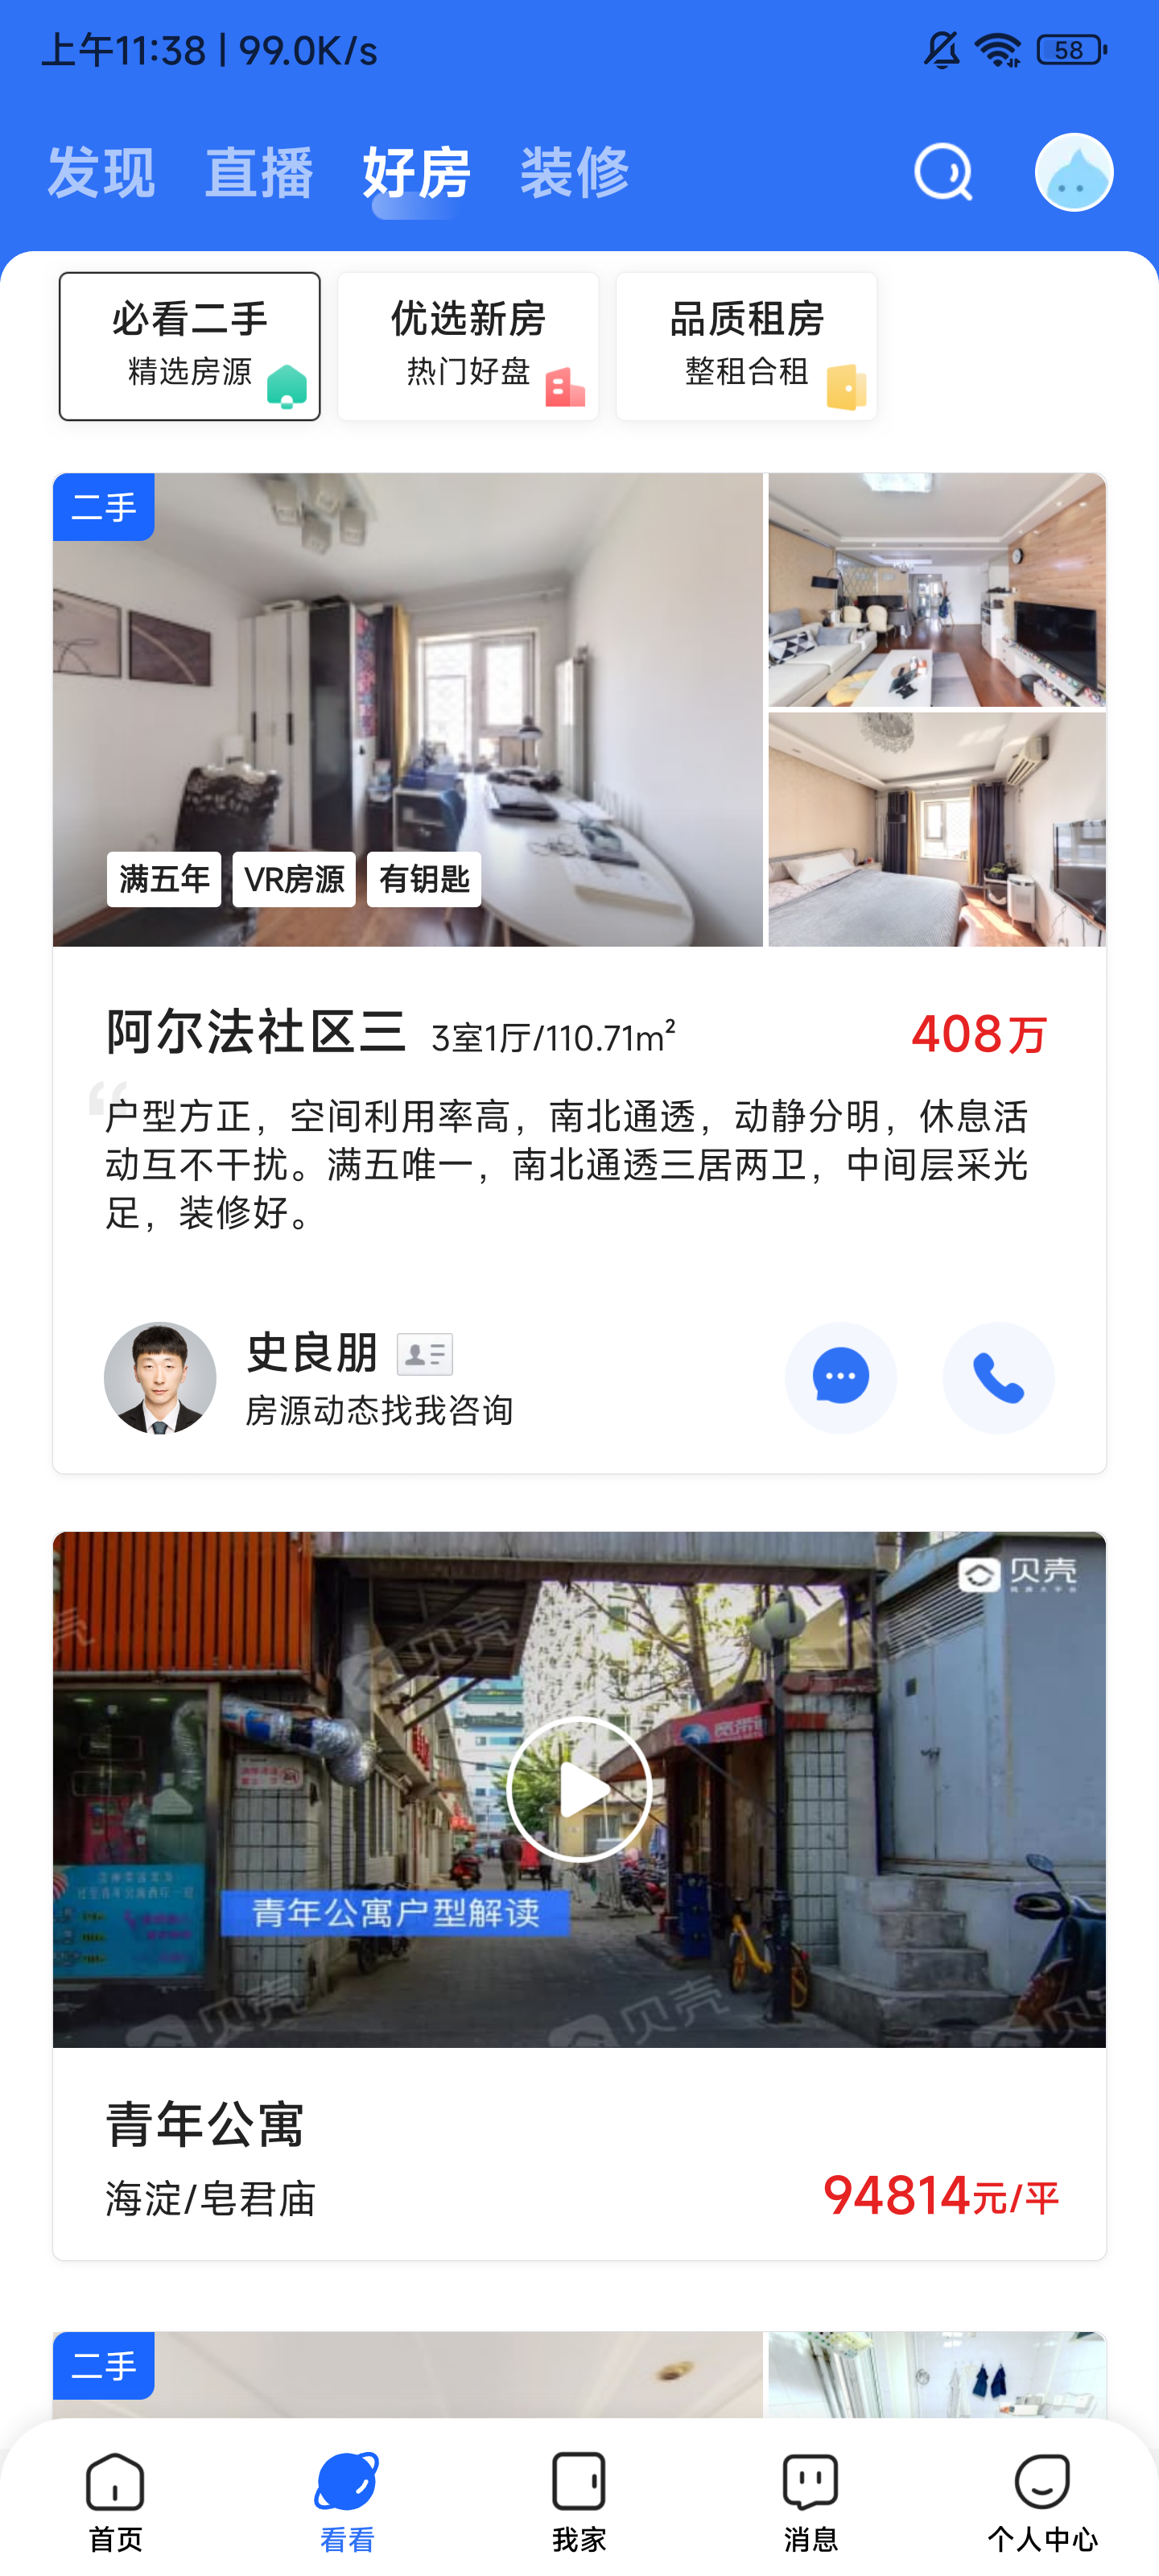 上午11:38 | 99.0K/s
58
发现 直播 好房 装修
必看二手 优选新房 品质租房
精选房源 热门好盘 整租合租
二手
满五年 VR房源 有钥匙
阿尔法社区三 3室1厅/110.71m² 408万
“
户型方正，空间利用率高，南北通透，动静分明，休息活
动互不干扰。满五唯一，南北通透三居两卫，中间层采光
足，装修好。
史良朋
房源动态找我咨询
贝壳
贝壳
青年公寓户型解读
贝壳
贝壳
青年公寓
海淀/皂君庙 94814元/平
二手
首页 看看 我家 消息 个人中心